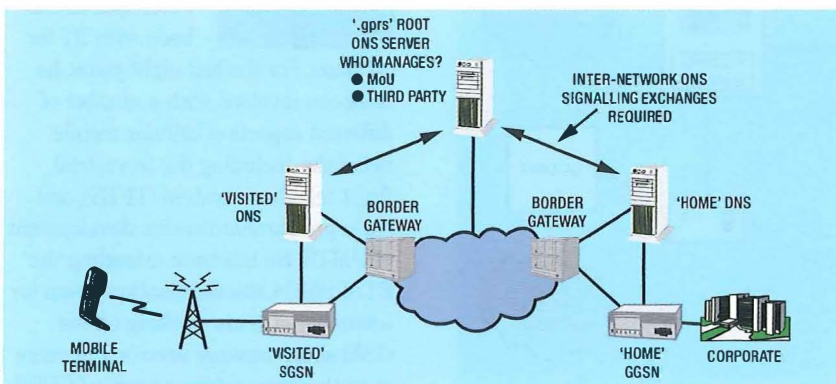 '.gprs' ROOT
ONS SERVER
WHO MANAGES?
● MoU
● THIRD PARTY
INTER-NETWORK ONS
SIGNALLING EXCHANGES
REQUIRED
'VISITED'
ONS
BORDER
GATEWAY
BORDER
GATEWAY
'HOME' DNS
MOBILE
TERMINAL
'VISITED'
SGSN
'HOME'
GGSN
CORPORATE